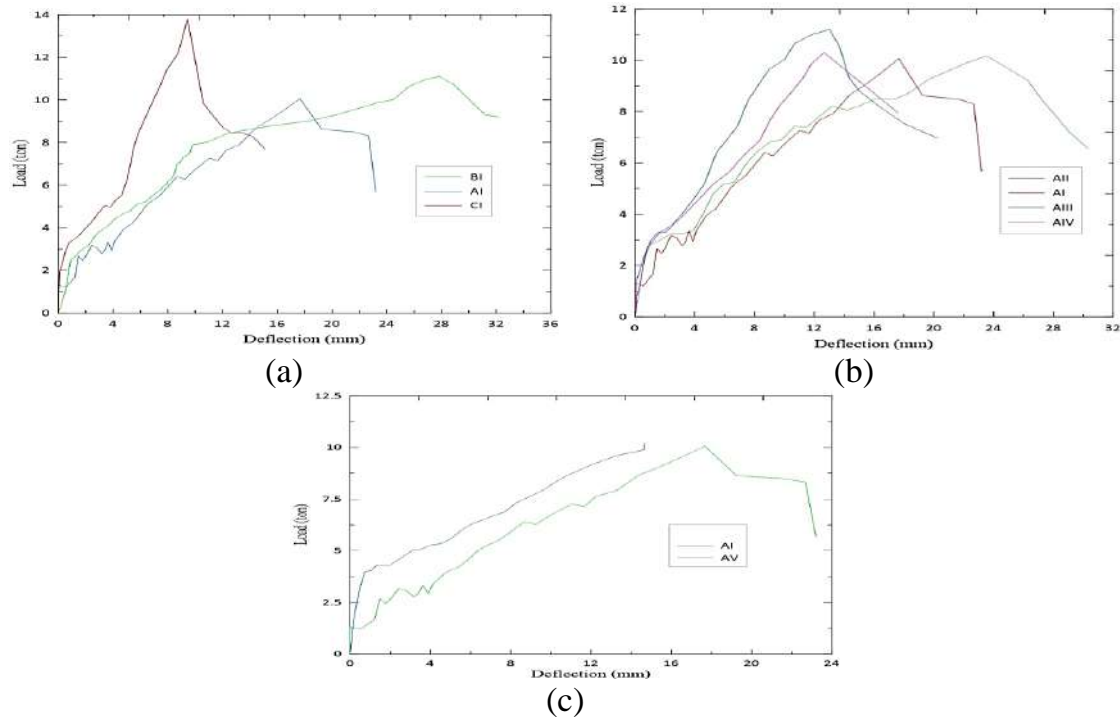 14
12
10
8
6
4
2
0
Load (ton)
BI
AI
CI
0 4 8 12 16 20 24 28 32 36
Deflection (mm)
(a)
12
10
8
6
4
2
0
Load (ton)
AII
AI
AIII
AIV
0 4 8 12 16 20 24 28 32
Deflection (mm)
(b)
12.5
10
7.5
5
2.5
0
Load (ton)
AI
AV
0 4 8 12 16 20 24
Deflection (mm)
(c)